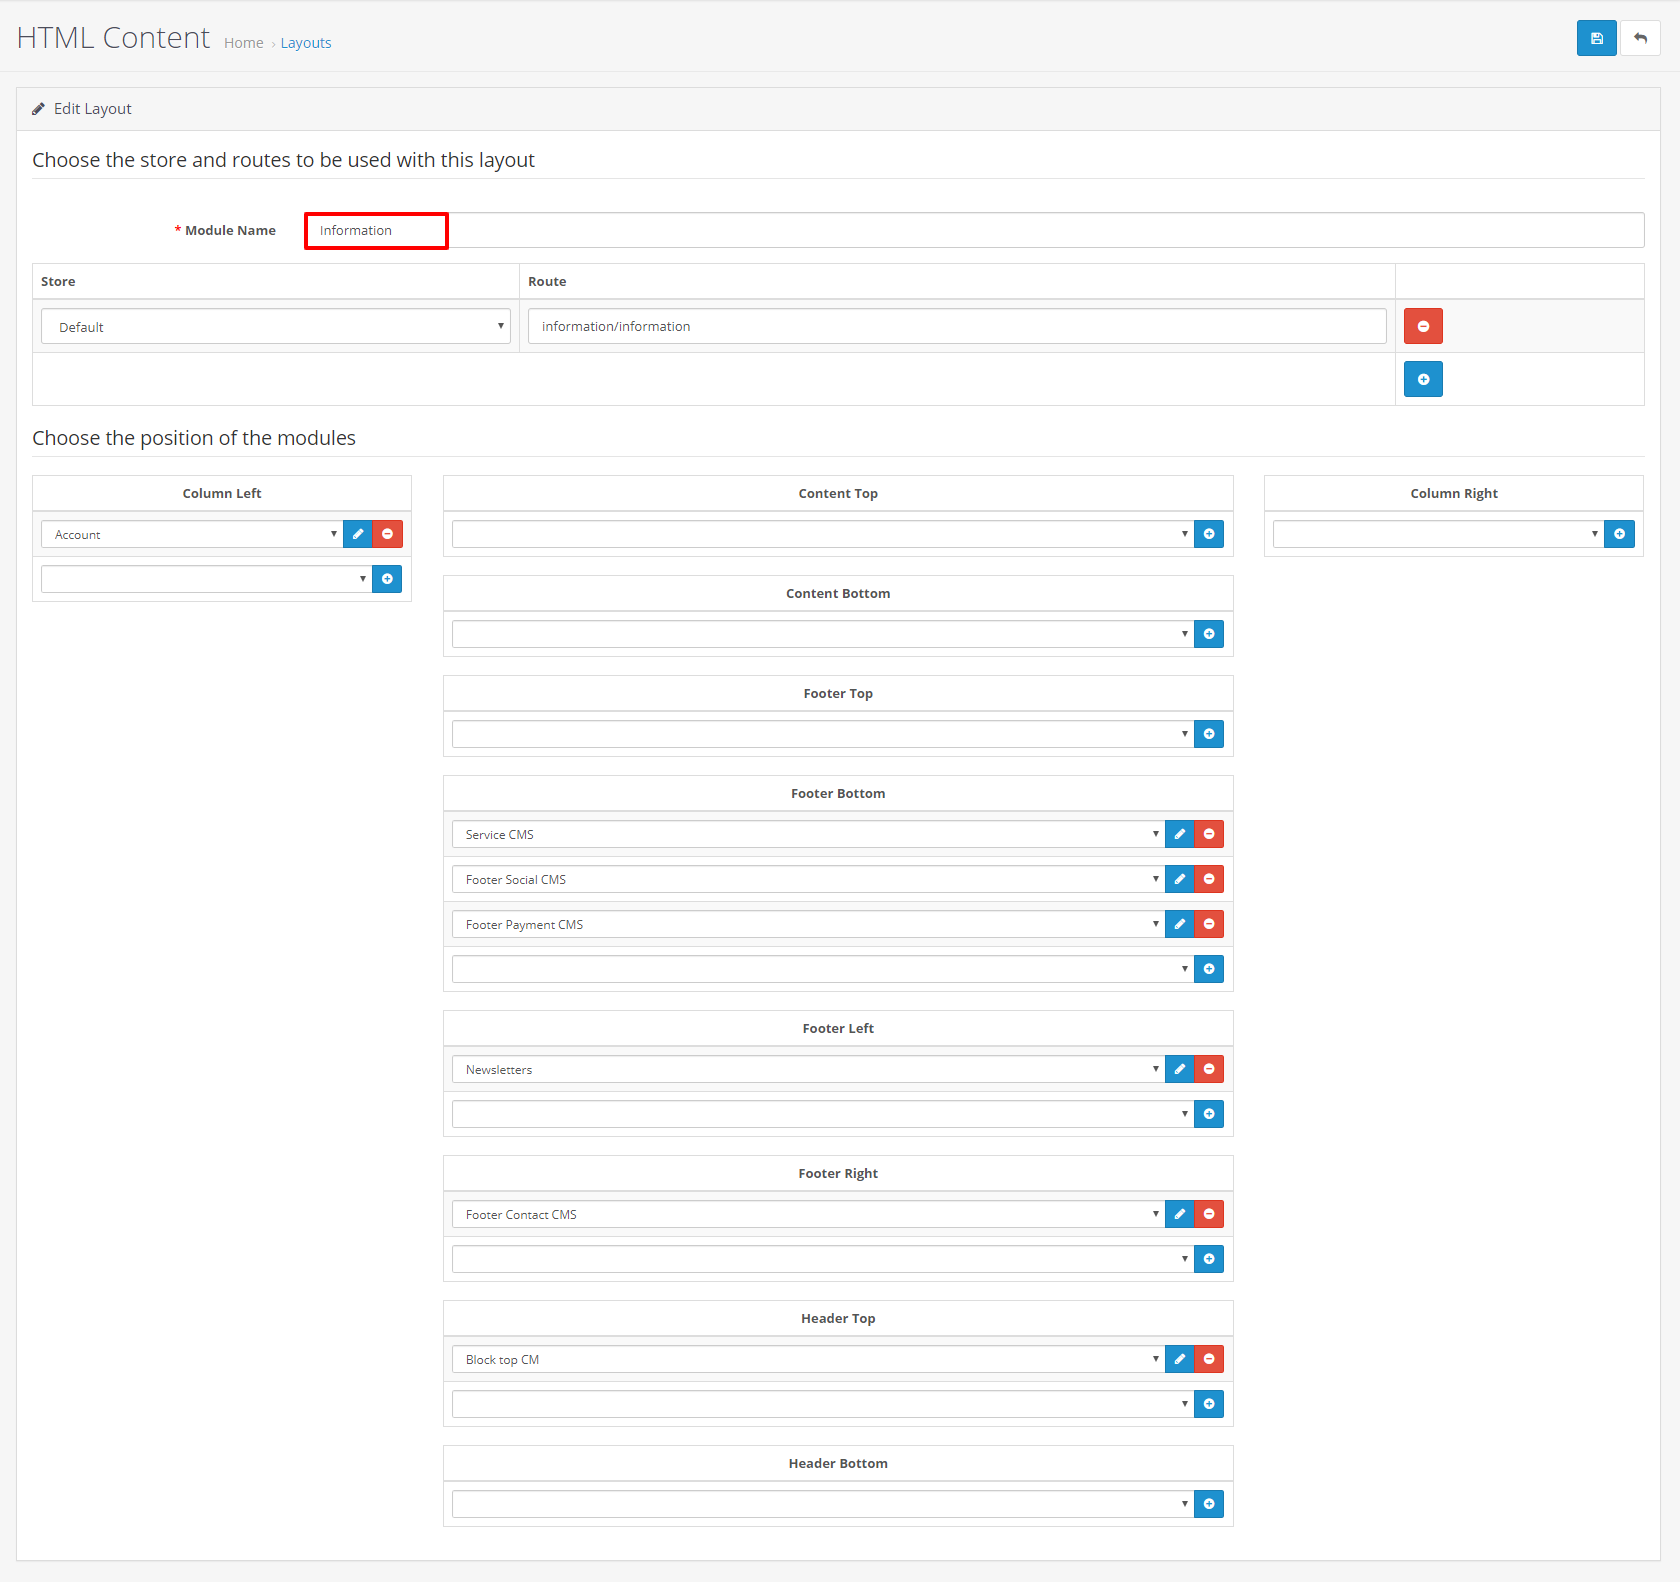 HTML Content Home › Layouts
Edit Layout
Choose the store and routes to be used with this layout
* Module Name Information
Store Route
Default information/information
Choose the position of the modules
Column Left
Account
Content Top
Column Right
Content Bottom
Footer Top
Footer Bottom
Service CMS
Footer Social CMS
Footer Payment CMS
Footer Left
Newsletters
Footer Right
Footer Contact CMS
Header Top
Block top CM
Header Bottom